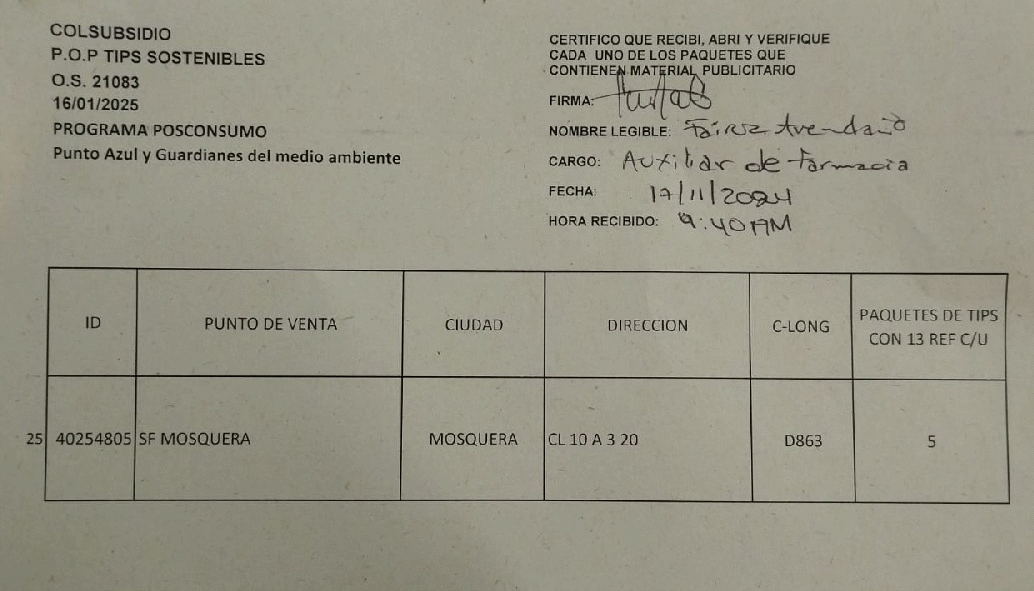 COLSUBSIDIO
P.O.P TIPS SOSTENIBLES
O.S. 21083
16/01/2025
PROGRAMA POSCONSUMO
Punto Azul y Guardianes del medio ambiente
CERTIFICO QUE RECIBI, ABRI Y VERIFIQUE
CADA UNO DE LOS PAQUETES QUE
CONTIENEN MATERIAL PUBLICITARIO
FIRMA:
NOMBRE LEGIBLE: Avendaño
CARGO: Auxiliar de farmacia
FECHA 17/11/2024
HORA RECIBIDO: 9:40 AM
ID PUNTO DE VENTA CIUDAD DIRECCION C-LONG PAQUETES DE TIPS
CON 13 REF C/U
25 40254805 SF MOSQUERA MOSQUERA CL 10 A 3 20 D863 5